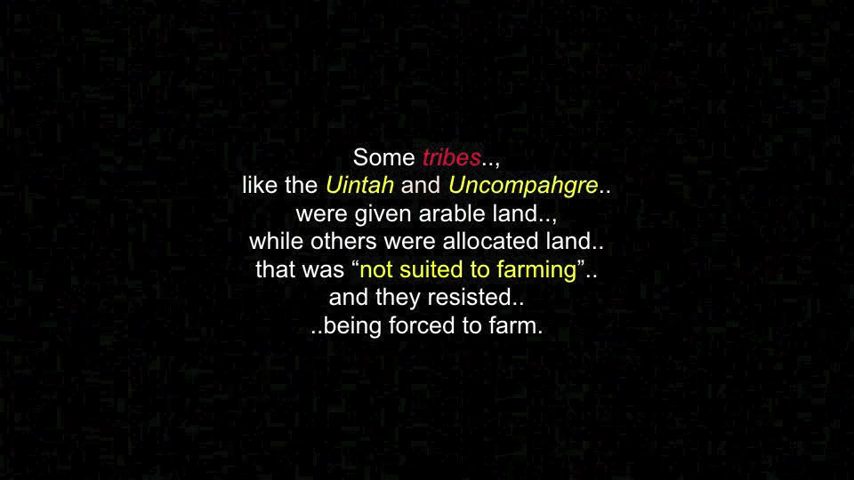 Some tribes..,
like the Uintah and Uncompahgre..
were given arable land..,
while others were allocated land..
that was “not suited to farming”..
and they resisted..
..being forced to farm.